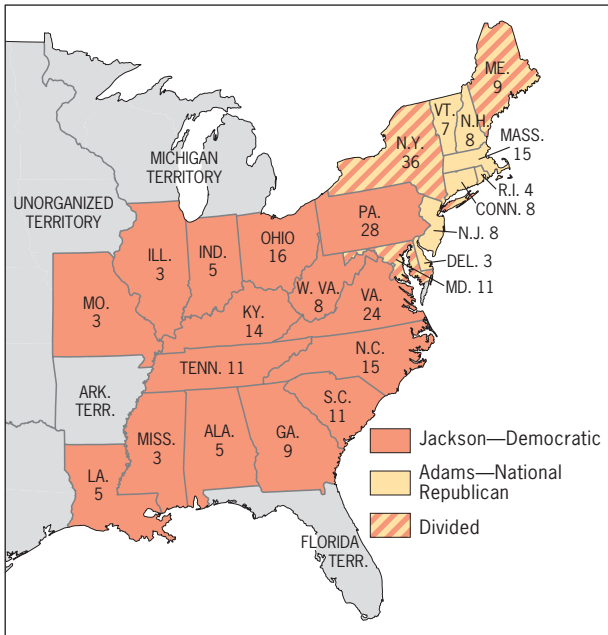 ME.
9
VT.
7
N.H.
8
MASS.
15
N.Y.
36
R.I. 4
CONN. 8
MICHIGAN
TERRITORY
UNORGANIZED
TERRITORY
PA.
28
N.J. 8
OHIO
16
IND.
5
ILL.
3
DEL. 3
MD. 11
W. VA.
8
VA.
24
MO.
3
KY.
14
N.C.
15
TENN. 11
ARK.
TERR.
S.C.
11
MISS.
3
ALA.
5
GA.
9
LA.
5
FLORIDA
TERR.
Jackson—Democratic
Adams—National
Republican
Divided